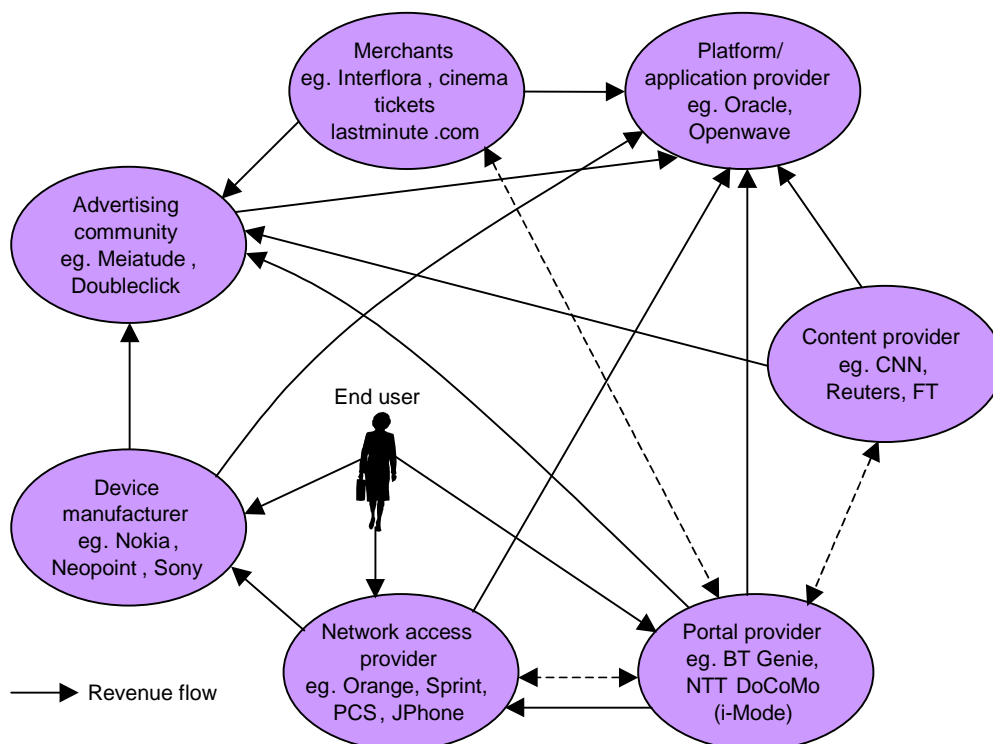 Merchants
eg. Interflora , cinema
tickets
lastminute .com
Platform/
application provider
eg. Oracle,
Openwave
Advertising
community
eg. Meiatude ,
Doubleclick
Content provider
eg. CNN,
Reuters, FT
End user
Device
manufacturer
eg. Nokia ,
Neopoint , Sony
Network access
provider
eg. Orange, Sprint,
PCS, JPhone
Portal provider
eg. BT Genie,
NTT DoCoMo
(i-Mode)
Revenue flow